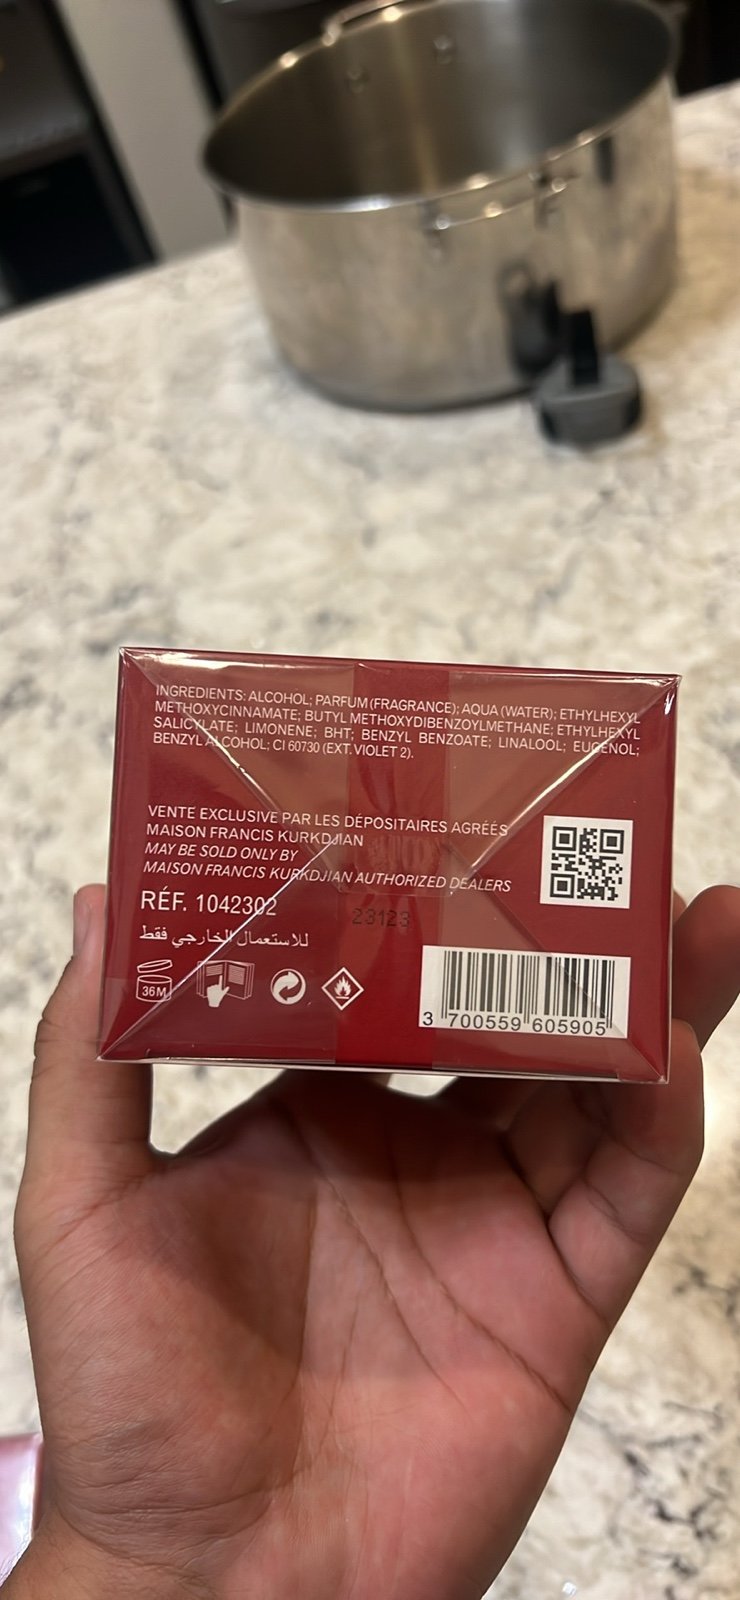 INGREDIENTS: ALCOHOL; PARFUM (FRAGRANCE); AQUA (WATER); ETHYLHEXYL
METHOXYCINNAMATE; BUTYL METHOXYDIBENZOYLMETHANE; ETHYLHEXYL
SALICYLATE; LIMONENE; BHT; BENZYL BENZOATE; LINALOOL; EUGENOL;
BENZYL ALCOHOL; CI 60730 (EXT. VIOLET 2).
VENTE EXCLUSIVE PAR LES DÉPOSITAIRES AGRÉÉS
MAISON FRANCIS KURKDJIAN
MAY BE SOLD ONLY BY
MAISON FRANCIS KURKDJIAN AUTHORIZED DEALERS
RÉF. 1042302
23123
للاستعمال الخارجي فقط
36M
3 700559 605905